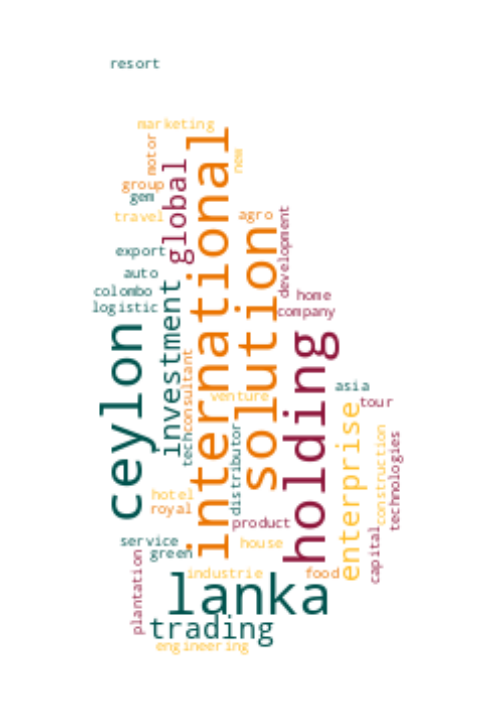 resort
marketing
motor
new
global
international
group
gem
travel
agro
development
export
solution
auto
colombo
logistic
investment
home
company
ceylon
holding
consultant
tech
venture
asia
tour
enterprise
distributor
construction
technologies
hotel
royal
product
service
green
house
capital
plantation
industrie
food
lanka
trading
engineering